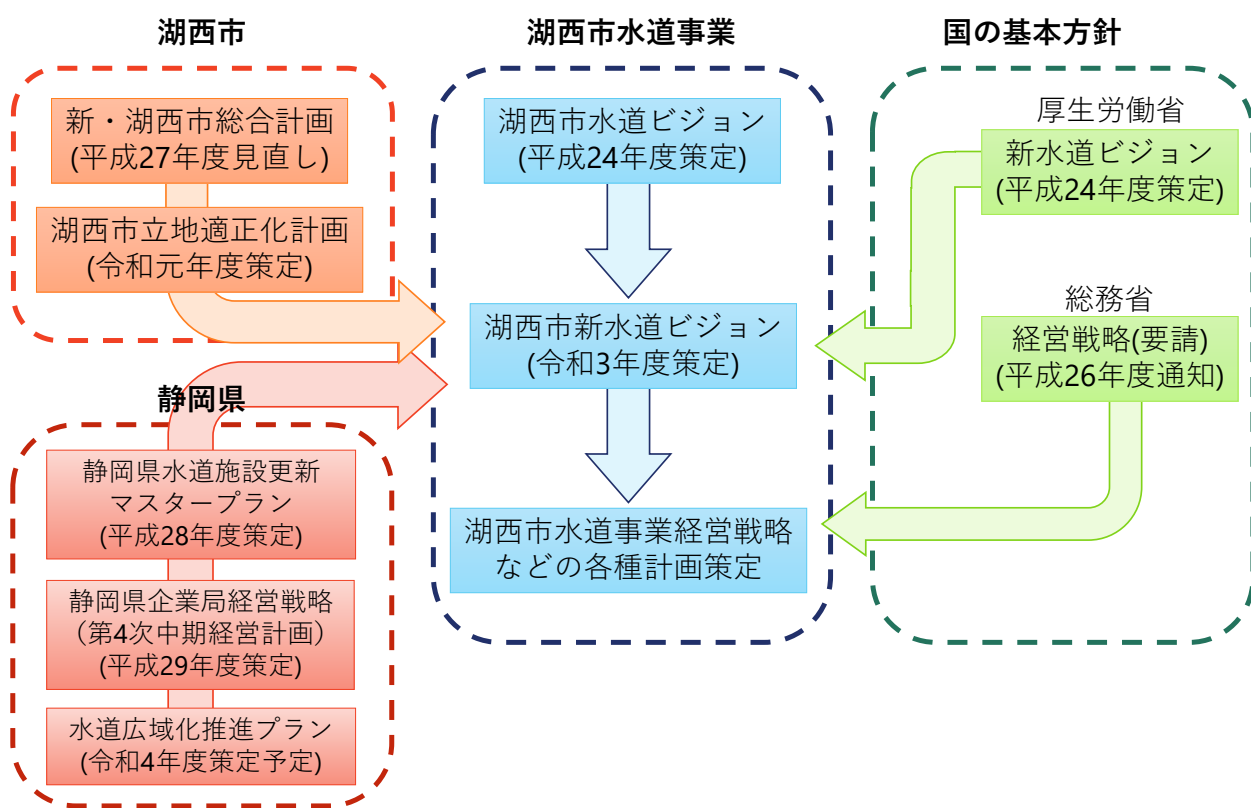 湖西市
新・湖西市総合計画
(平成27年度見直し)
湖西市立地適正化計画
(令和元年度策定)
静岡県
静岡県水道施設更新
マスタープラン
(平成28年度策定)
静岡県企業局経営戦略
（第4次中期経営計画）
(平成29年度策定)
水道広域化推進プラン
(令和4年度策定予定)
湖西市水道事業
湖西市水道ビジョン
(平成24年度策定)
湖西市新水道ビジョン
(令和3年度策定)
湖西市水道事業経営戦略
などの各種計画策定
国の基本方針
厚生労働省
新水道ビジョン
(平成24年度策定)
総務省
経営戦略(要請)
(平成26年度通知)